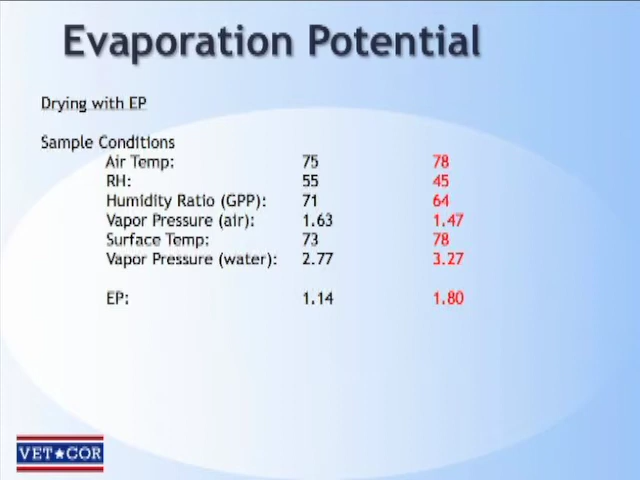 Evaporation Potential
Drying with EP
Sample Conditions
Air Temp: 75 78
RH: 55 45
Humidity Ratio (GPP): 71 64
Vapor Pressure (air): 1.63 1.47
Surface Temp: 73 78
Vapor Pressure (water): 2.77 3.27
EP: 1.14 1.80
VET★COR